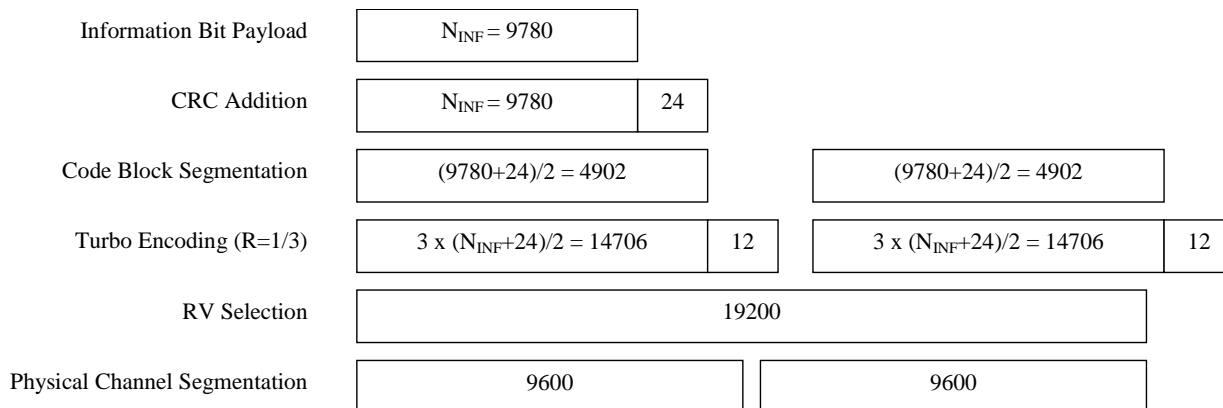 Information Bit Payload N_INF = 9780
CRC Addition N_INF = 9780 24
Code Block Segmentation (9780+24)/2 = 4902 (9780+24)/2 = 4902
Turbo Encoding (R=1/3) 3 x (N_INF+24)/2 = 14706 12 3 x (N_INF+24)/2 = 14706 12
RV Selection 19200
Physical Channel Segmentation 9600 9600